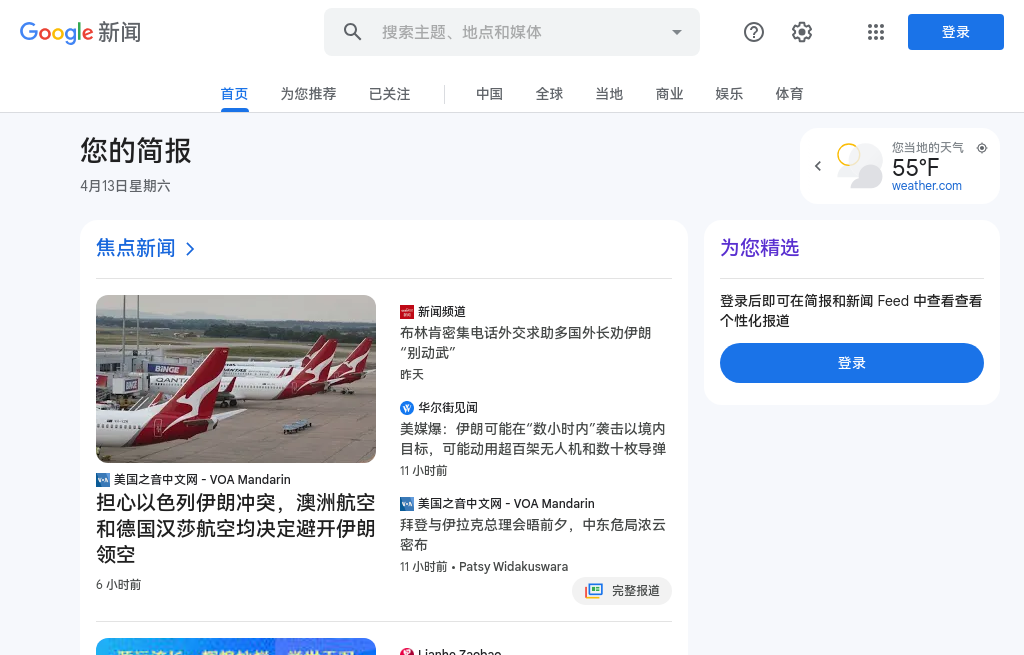 Google 新闻
搜索主题、地点和媒体
登录
首页
为您推荐
已关注
中国
全球
当地
商业
娱乐
体育
您的简报
4月13日星期六
您当地的天气
55°F
weather.com
焦点新闻
BINGE
QANTAS
美国之音中文网 - VOA Mandarin
担心以色列伊朗冲突，澳洲航空
和德国汉莎航空均决定避开伊朗
领空
6 小时前
新闻频道
布林肯密集电话外交求助多国外长劝伊朗
“别动武”
昨天
华尔街见闻
美媒爆：伊朗可能在“数小时内”袭击以境内
目标，可能动用超百架无人机和数十枚导弹
11 小时前
美国之音中文网 - VOA Mandarin
拜登与伊拉克总理会晤前夕，中东危局浓云
密布
11 小时前 • Patsy Widakuswara
完整报道
Lianhe Zaobao
为您精选
登录后即可在简报和新闻 Feed 中查看查看
个性化报道
登录